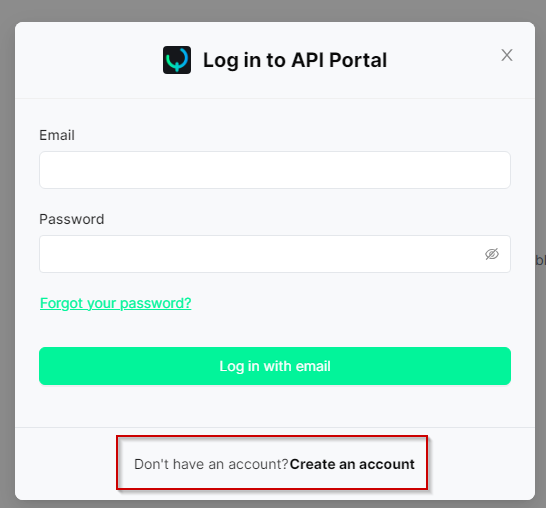 Log in to API Portal
Email
Password
Forgot your password?
Log in with email
Don't have an account?Create an account